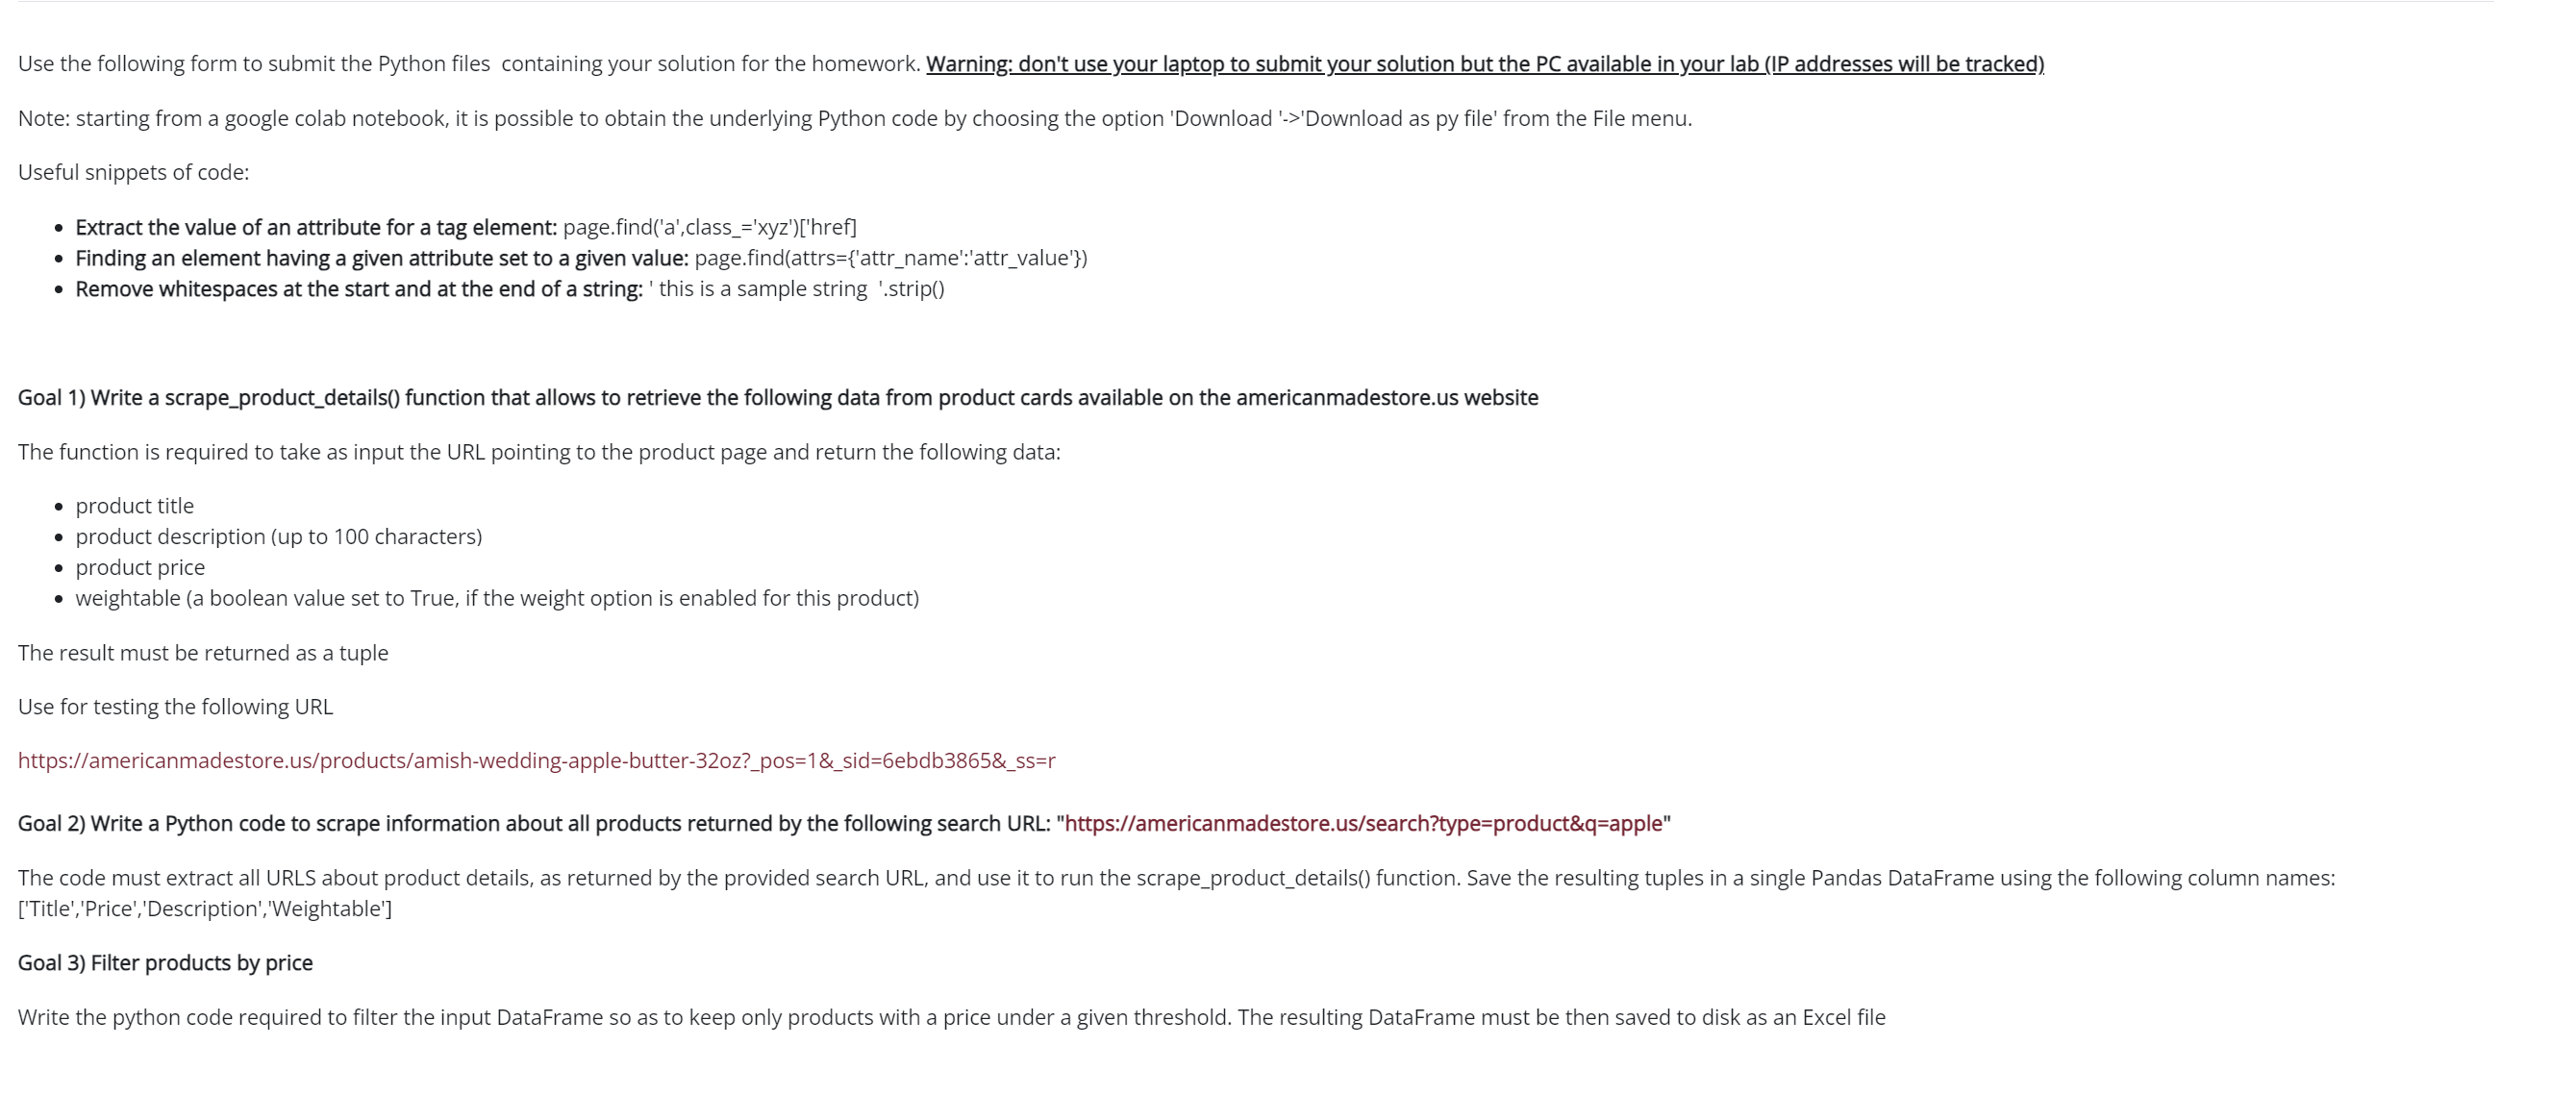 Use the following form to submit the Python files  containing your solution for the homework. Warning: don't use your laptop to submit your solution but the PC available in your lab (IP addresses will be tracked)
Note: starting from a google colab notebook, it is possible to obtain the underlying Python code by choosing the option 'Download '->'Download as py file' from the File menu.
Useful snippets of code:
• Extract the value of an attribute for a tag element: page.find('a',class_='xyz')['href]
• Finding an element having a given attribute set to a given value: page.find(attrs={'attr_name':'attr_value'})
• Remove whitespaces at the start and at the end of a string: ' this is a sample string  '.strip()
Goal 1) Write a scrape_product_details() function that allows to retrieve the following data from product cards available on the americanmadestore.us website
The function is required to take as input the URL pointing to the product page and return the following data:
• product title
• product description (up to 100 characters)
• product price
• weightable (a boolean value set to True, if the weight option is enabled for this product)
The result must be returned as a tuple
Use for testing the following URL
https://americanmadestore.us/products/amish-wedding-apple-butter-32oz?_pos=1&_sid=6ebdb3865&_ss=r
Goal 2) Write a Python code to scrape information about all products returned by the following search URL: "https://americanmadestore.us/search?type=product&q=apple"
The code must extract all URLS about product details, as returned by the provided search URL, and use it to run the scrape_product_details() function. Save the resulting tuples in a single Pandas DataFrame using the following column names:
['Title','Price','Description','Weightable']
Goal 3) Filter products by price
Write the python code required to filter the input DataFrame so as to keep only products with a price under a given threshold. The resulting DataFrame must be then saved to disk as an Excel file